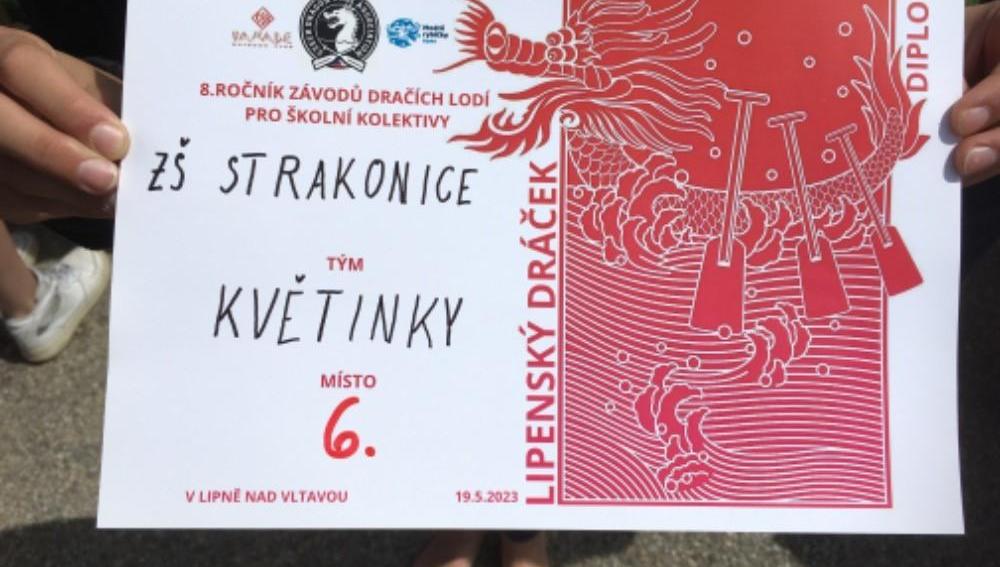 8.ROČNÍK ZÁVODŮ DRAČÍCH LODÍ
PRO ŠKOLNÍ KOLEKTIVY
ZŠ STRAKONICE
TÝM
KVĚTINKY
MÍSTO
6.
V LIPNĚ NAD VLTAVOU
19.5.2023
LIPENSKÝ DRÁČEK
DIPLO